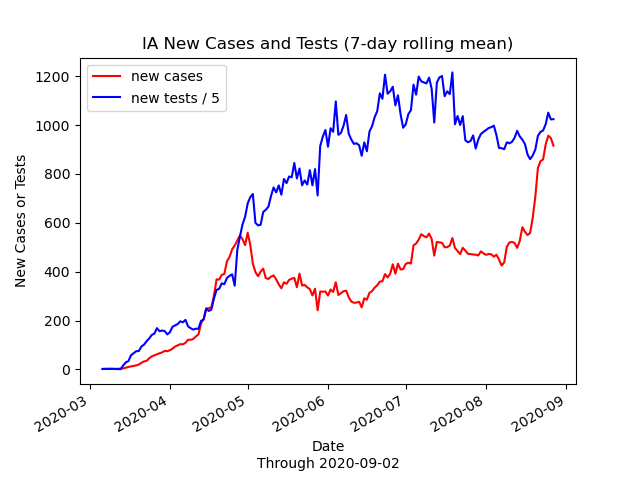 IA New Cases and Tests (7-day rolling mean)
new cases
new tests / 5
New Cases or Tests
1200
1000
800
600
400
200
0
2020-03
2020-04
2020-05
2020-06
2020-07
2020-08
2020-09
Date
Through 2020-09-02